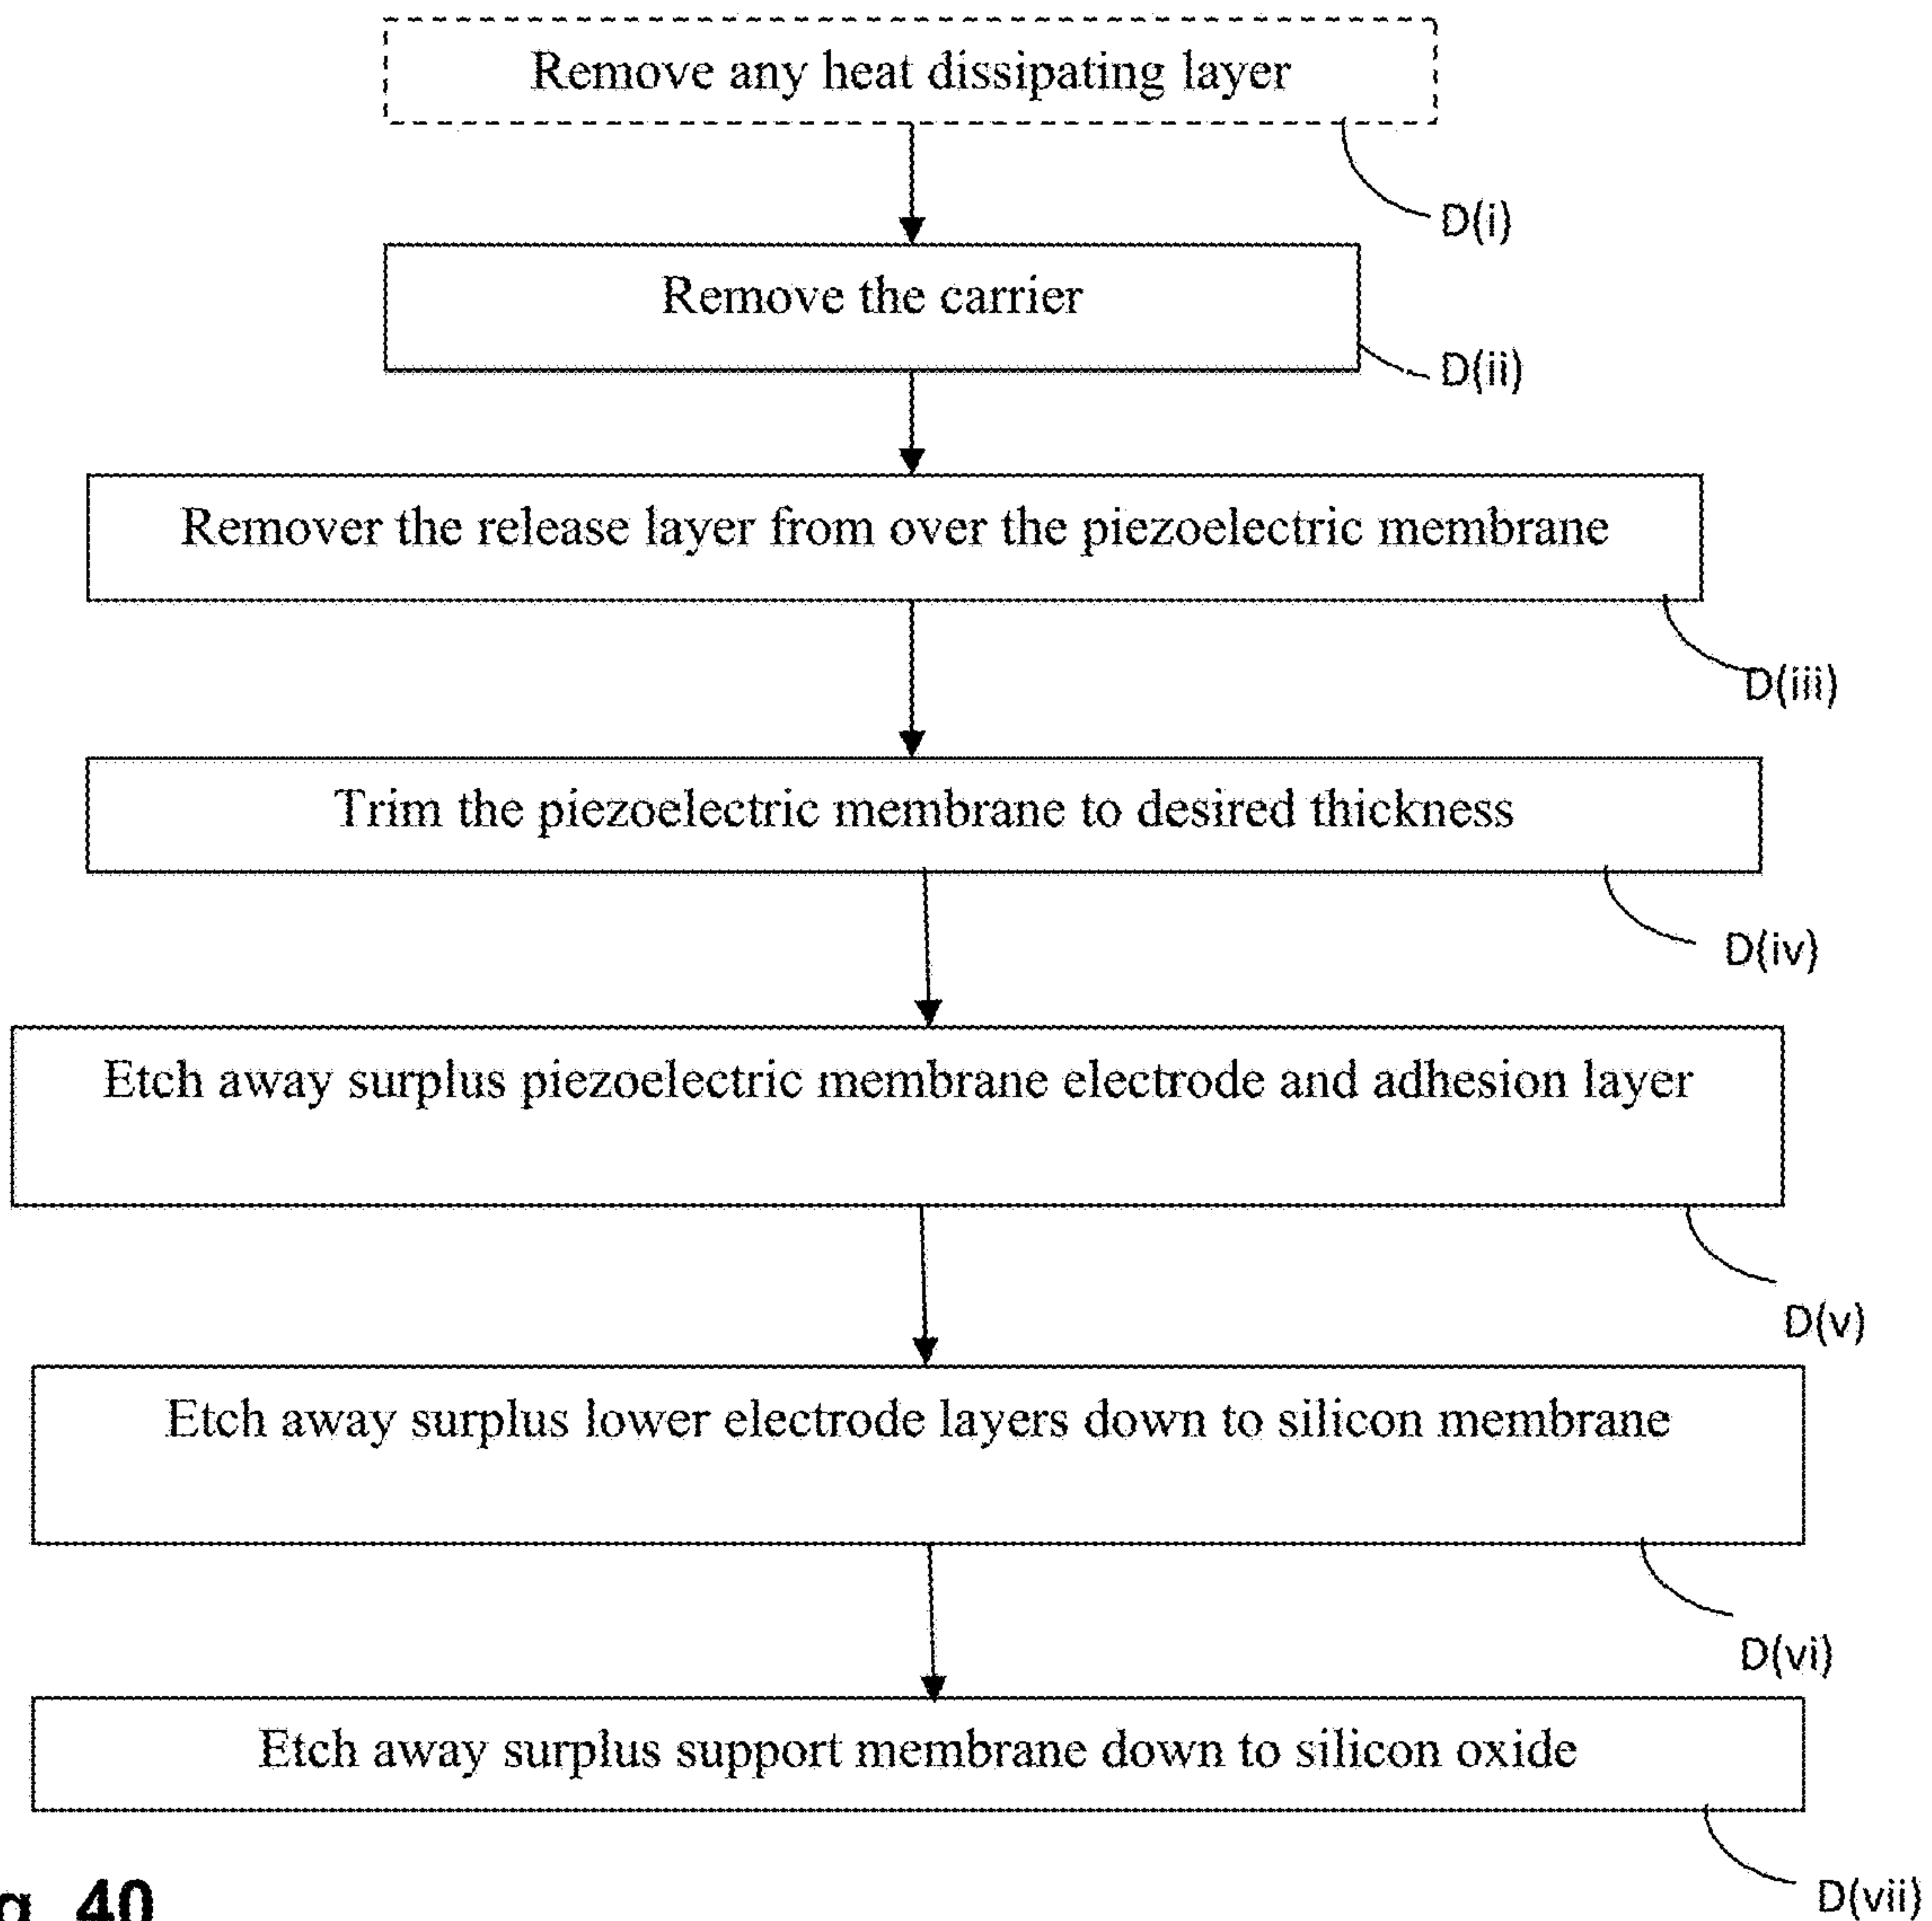 Remove any heat dissipating layer
D(i)
Remove the carrier
D(ii)
Remover the release layer from over the piezoelectric membrane
D(iii)
Trim the piezoelectric membrane to desired thickness
D(iv)
Etch away surplus piezoelectric membrane electrode and adhesion layer
D(v)
Etch away surplus lower electrode layers down to silicon membrane
D(vi)
Etch away surplus support membrane down to silicon oxide
D(vii)
40